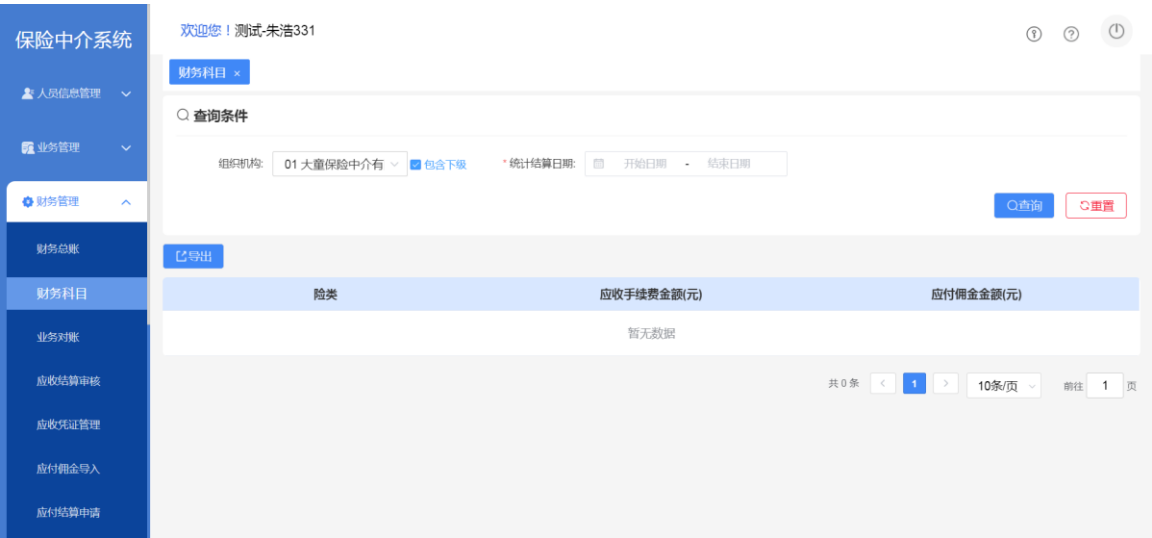 保险中介系统
人员信息管理
业务管理
财务管理
财务总账
财务科目
业务对账
应收结算审核
应收凭证管理
应付佣金导入
应付结算申请
欢迎您！测试-朱浩331
财务科目 ×
查询条件
组织机构: 01 大童保险中介有 包含下级 *统计结算日期: 开始日期 - 结束日期
查询 重置
导出
险类 应收手续费金额(元) 应付佣金金额(元)
暂无数据
共 0 条 < 1 > 10条/页 前往 1 页